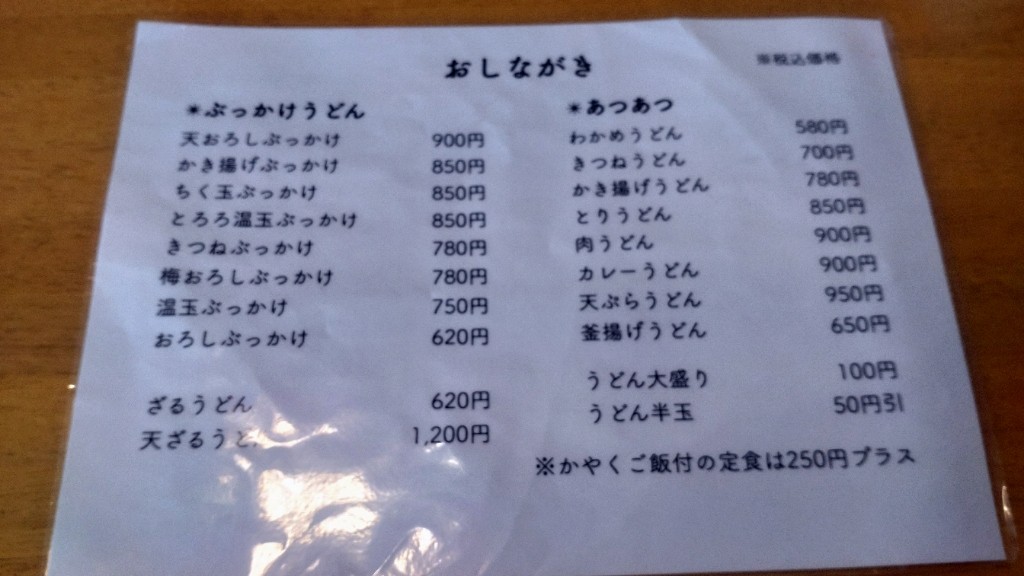 おしながき
※税込価格
＊ぶっかけうどん
天おろしぶっかけ 900円
かき揚げぶっかけ 850円
ちく玉ぶっかけ 850円
とろろ温玉ぶっかけ 850円
きつねぶっかけ 780円
梅おろしぶっかけ 780円
温玉ぶっかけ 750円
おろしぶっかけ 620円
ざるうどん 620円
天ざるうど 1,200円
＊あつあつ
わかめうどん 580円
きつねうどん 700円
かき揚げうどん 780円
とりうどん 850円
肉うどん 900円
カレーうどん 900円
天ぷらうどん 950円
釜揚げうどん 650円
うどん大盛り 100円
うどん半玉 50円引
※かやくご飯付の定食は250円プラス